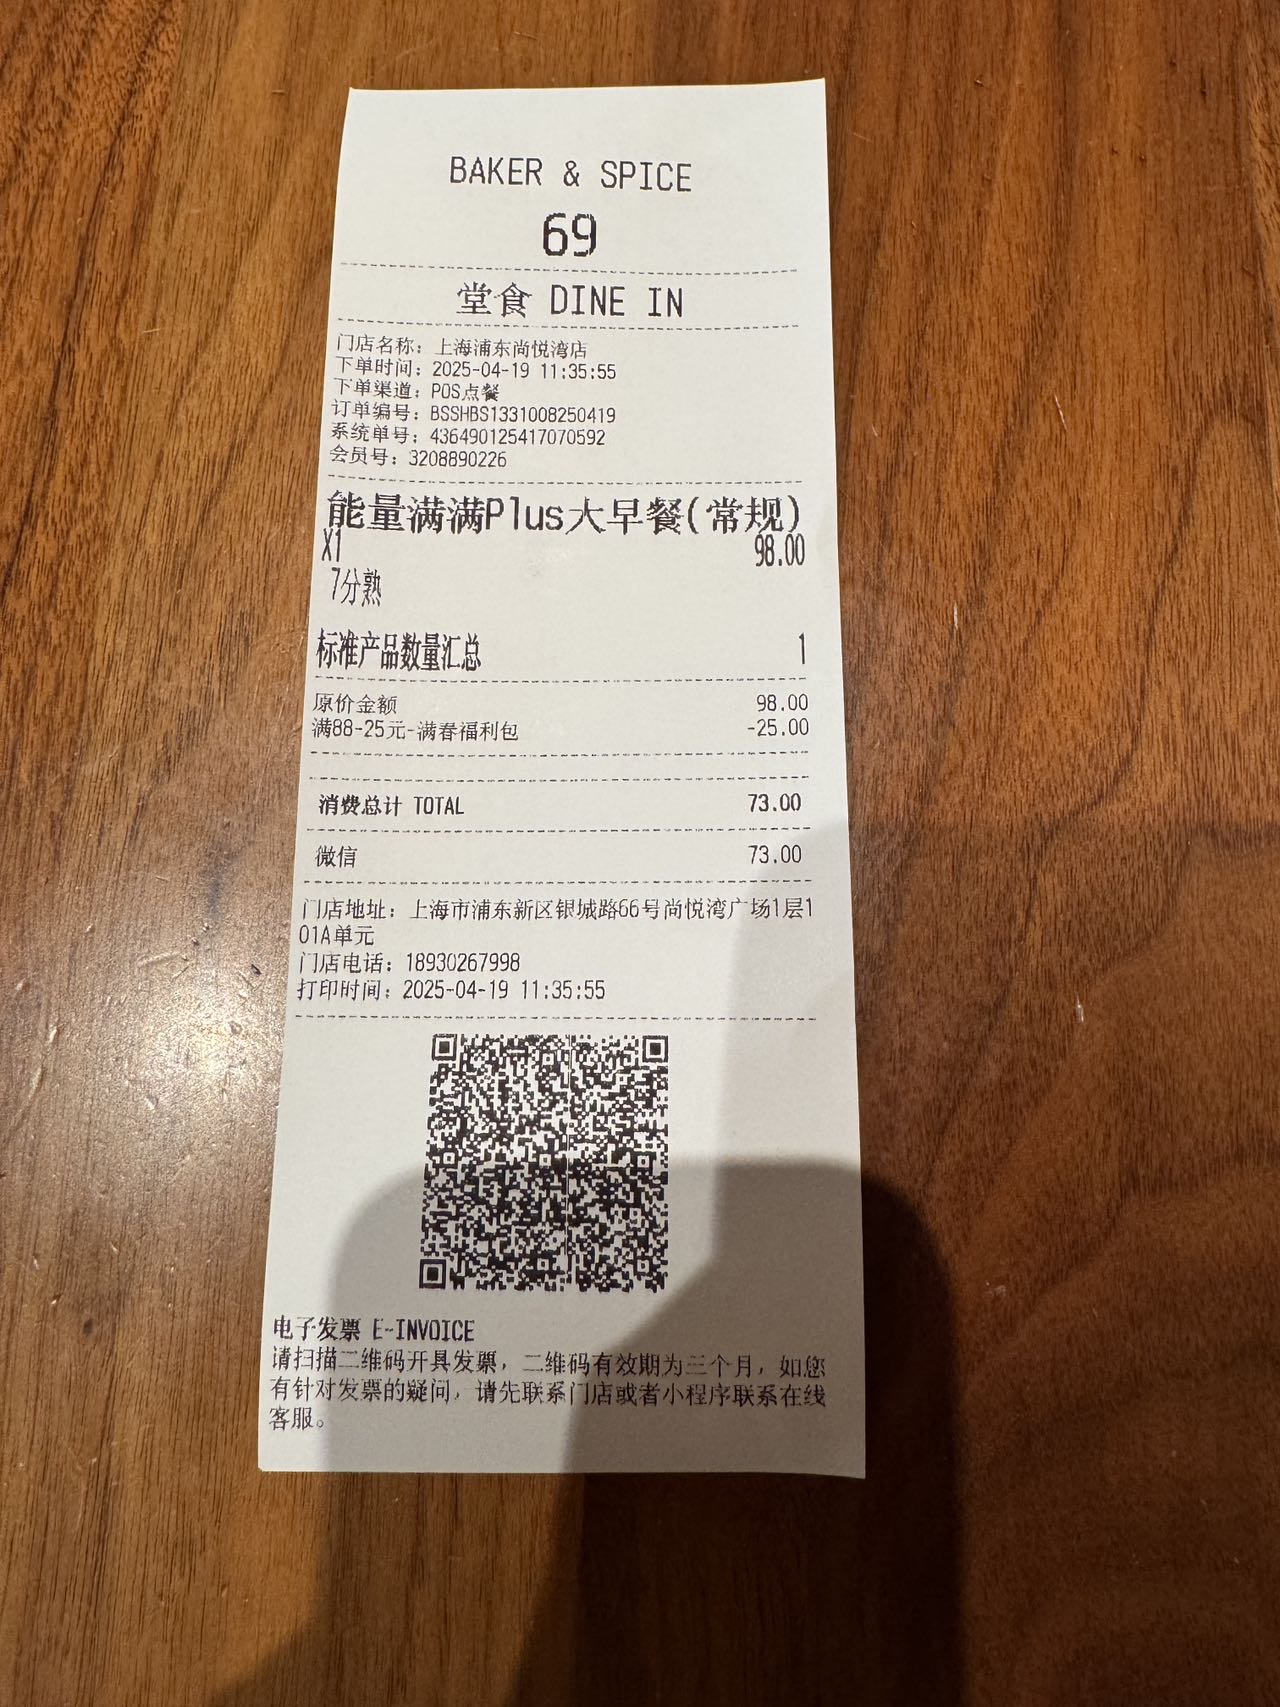 BAKER & SPICE
69
堂食 DINE IN
门店名称：上海浦东尚悦湾店
下单时间：2025-04-19 11:35:55
下单渠道：POS点餐
订单编号：BSSHBS1331008250419
系统单号：436490125417070592
会员号：3208890226
能量满满Plus大早餐(常规)
X1 98.00
7分熟
标准产品数量汇总 1
原价金额 98.00
满88-25元-满春福利包 -25.00
消费总计 TOTAL 73.00
微信 73.00
门店地址：上海市浦东新区银城路66号尚悦湾广场1层1
01A单元
门店电话：18930267998
打印时间：2025-04-19 11:35:55
电子发票 E-INVOICE
请扫描二维码开具发票，二维码有效期为三个月，如您
有针对发票的疑问，请先联系门店或者小程序联系在线
客服。